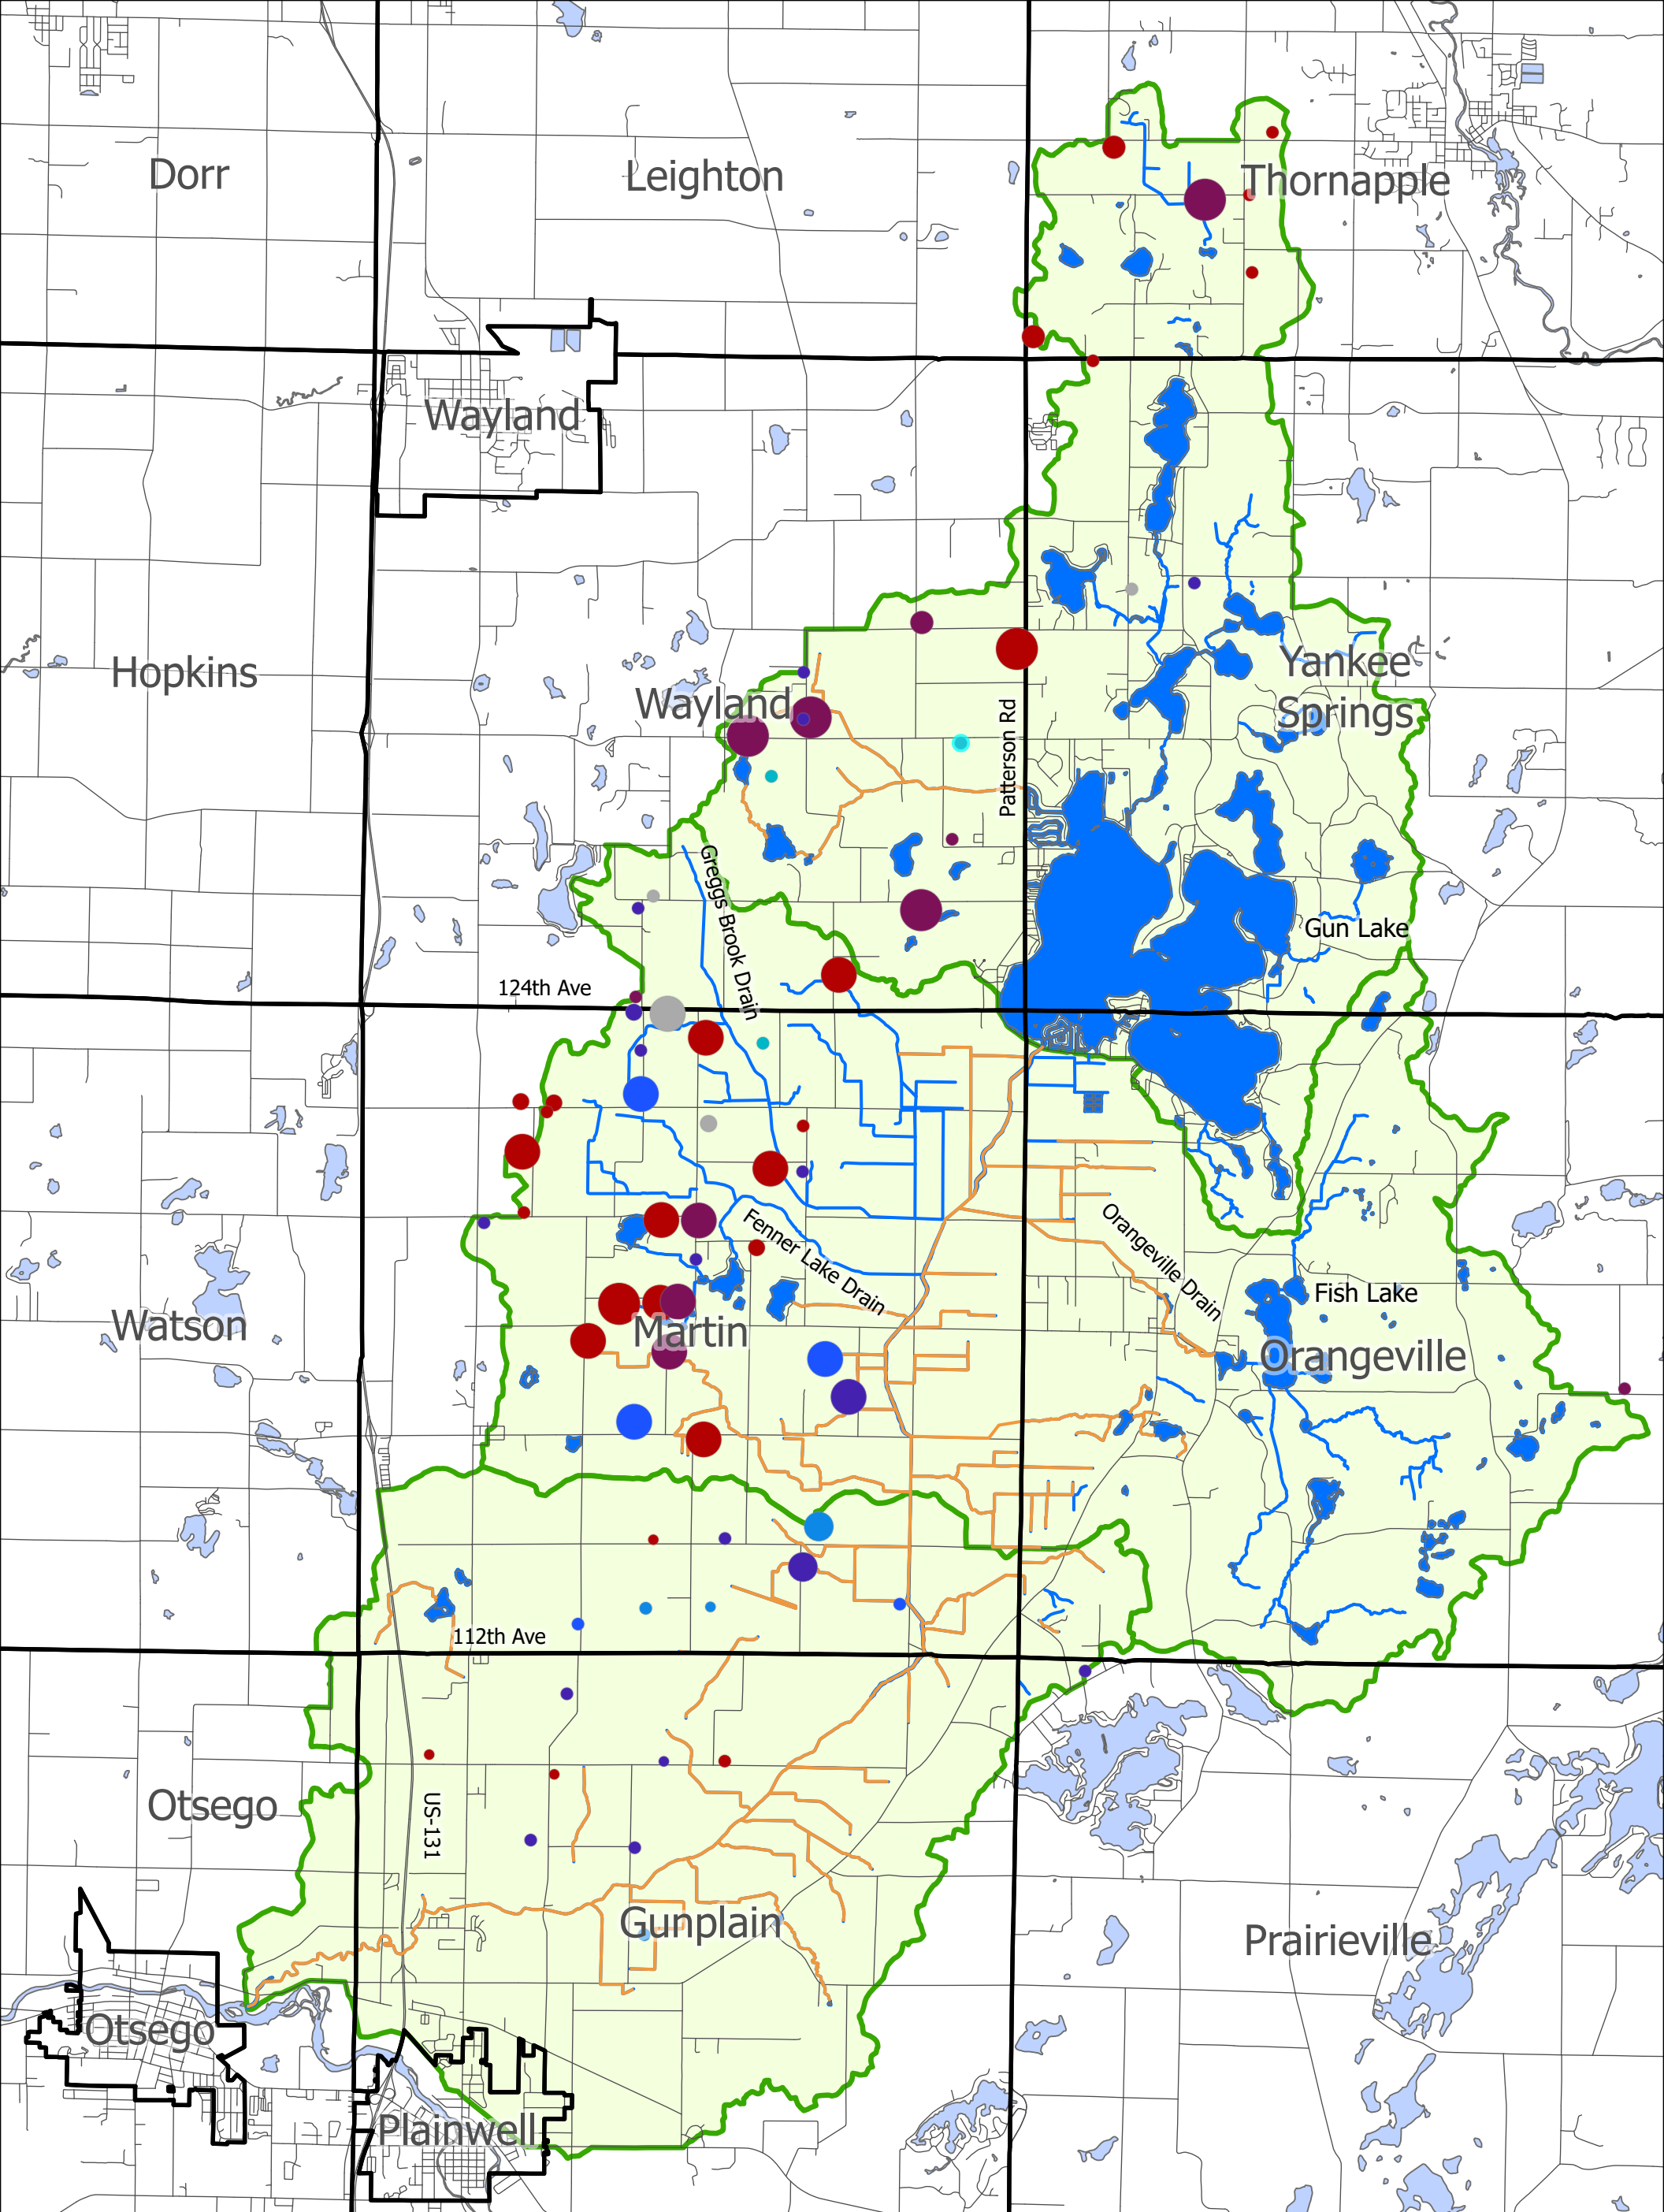 Dorr
Leighton
Thornapple
Wayland
Hopkins
Wayland
Yankee
Springs
Patterson Rd
Greggs Brook Drain
Gun Lake
124th Ave
Fenner Lake Drain
Orangeville Drain
Fish Lake
Watson
Martin
Orangeville
112th Ave
Otsego
US-131
Gunplain
Prairieville
Otsego
Plainwell